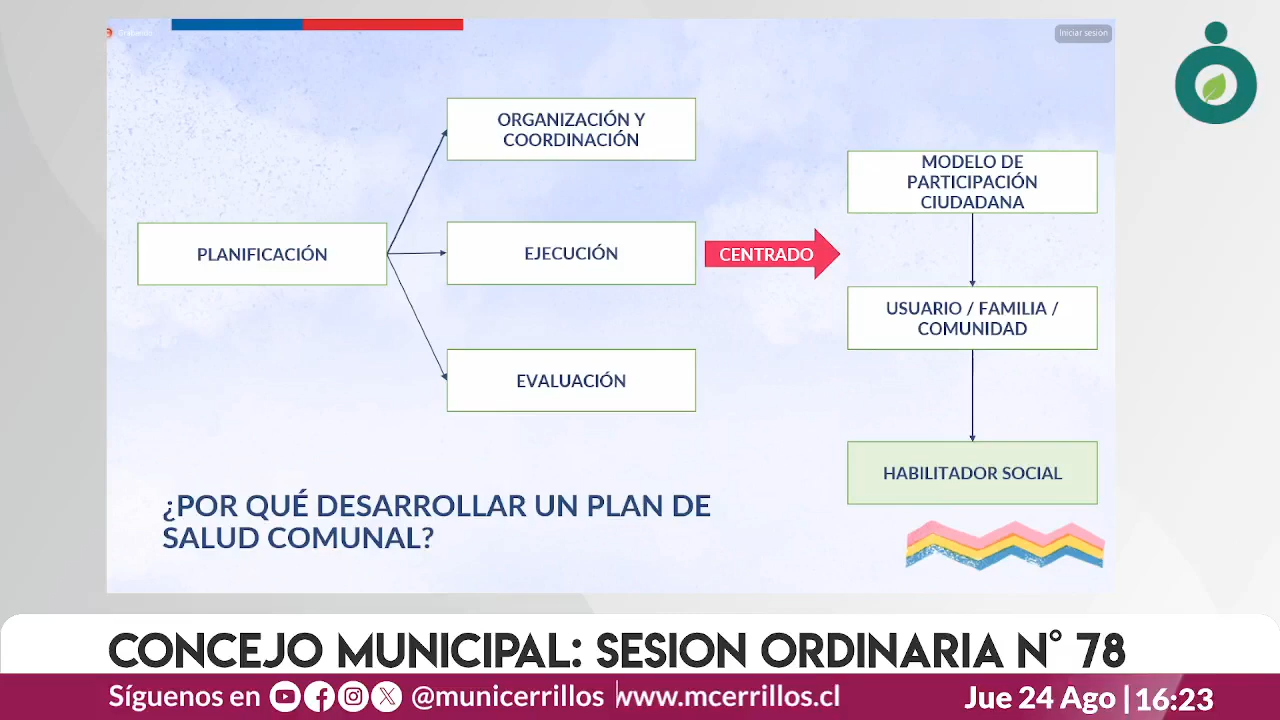 Grabando
Iniciar sesión
ORGANIZACIÓN Y
COORDINACIÓN
MODELO DE
PARTICIPACIÓN
CIUDADANA
PLANIFICACIÓN
EJECUCIÓN
CENTRADO
USUARIO / FAMILIA /
COMUNIDAD
EVALUACIÓN
HABILITADOR SOCIAL
¿POR QUÉ DESARROLLAR UN PLAN DE
SALUD COMUNAL?
CONCEJO MUNICIPAL: SESION ORDINARIA N° 78
Síguenos en @municerrillos www.mcerrillos.cl Jue 24 Ago | 16:23